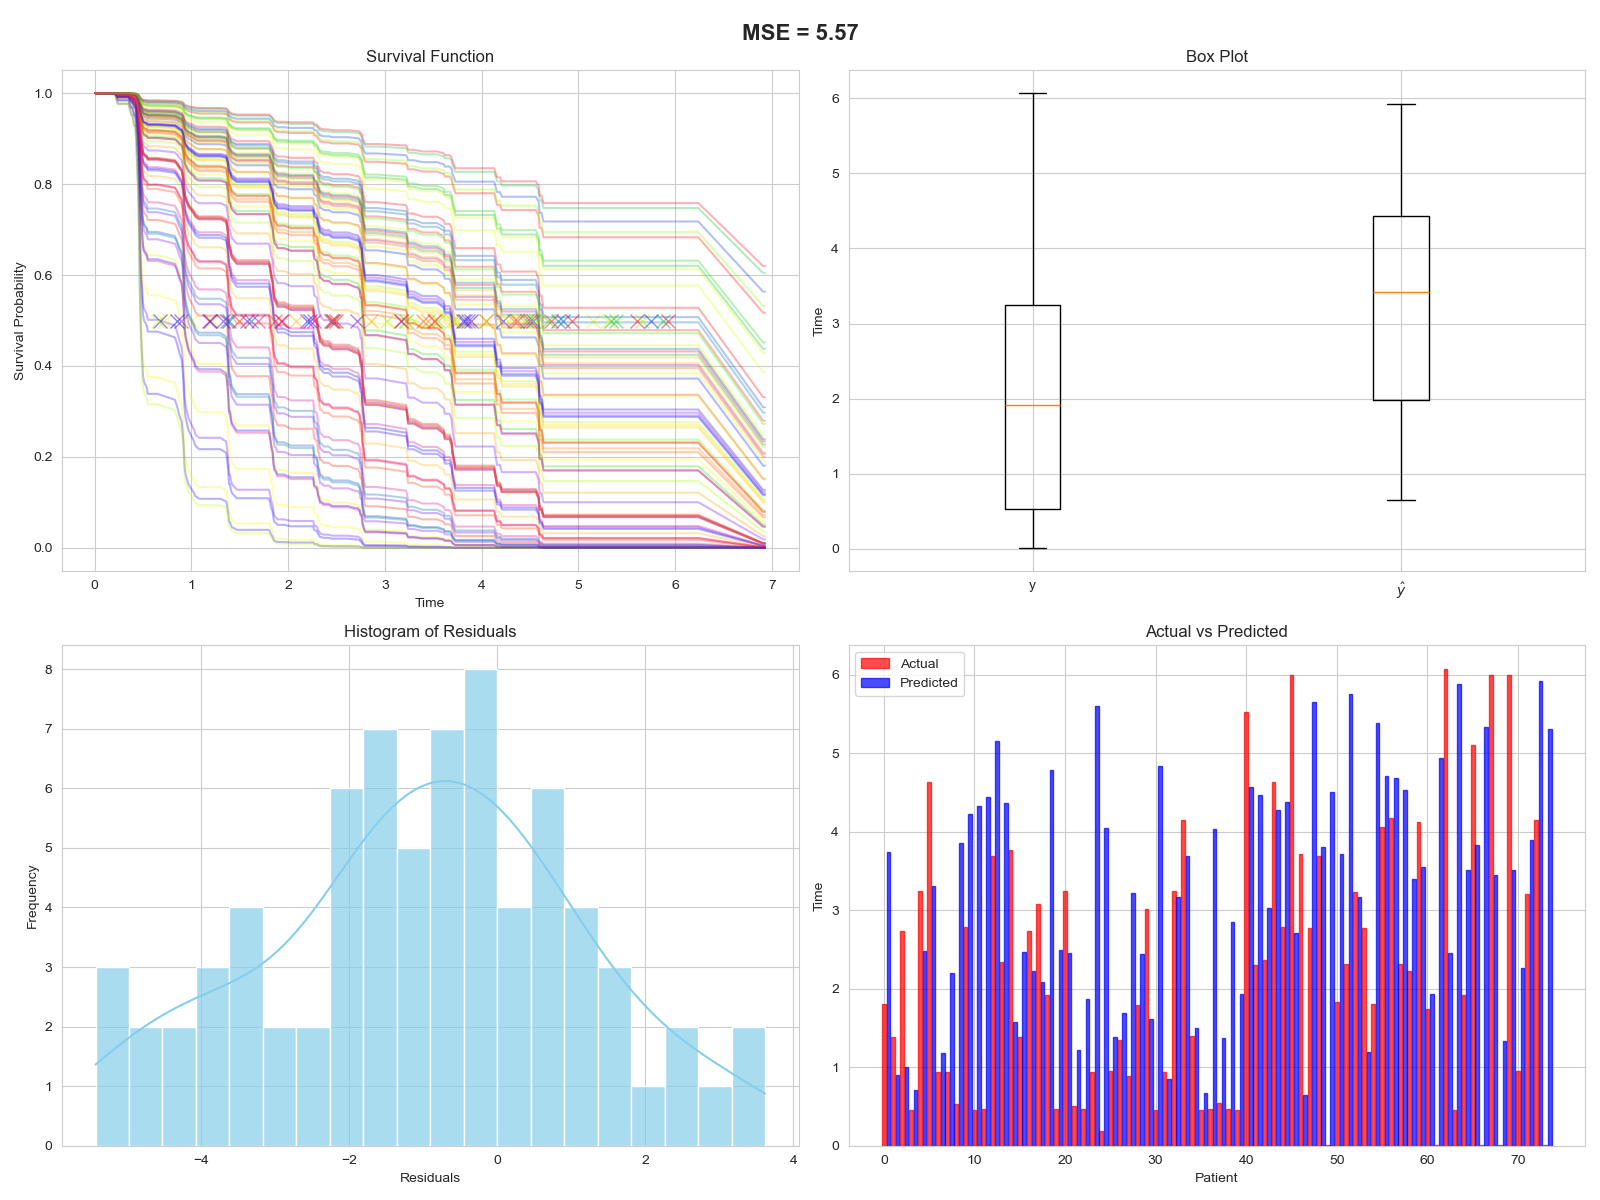 MSE = 5.57
Survival Function
Survival Probability
1.0
0.8
0.6
0.4
0.2
0.0
0 1 2 3 4 5 6 7
Time
Box Plot
Time
6
5
4
3
2
1
0
y ŷ
Histogram of Residuals
Frequency
8
7
6
5
4
3
2
1
0
−4 −2 0 2 4
Residuals
Actual vs Predicted
Actual
Predicted
Time
6
5
4
3
2
1
0
0 10 20 30 40 50 60 70
Patient